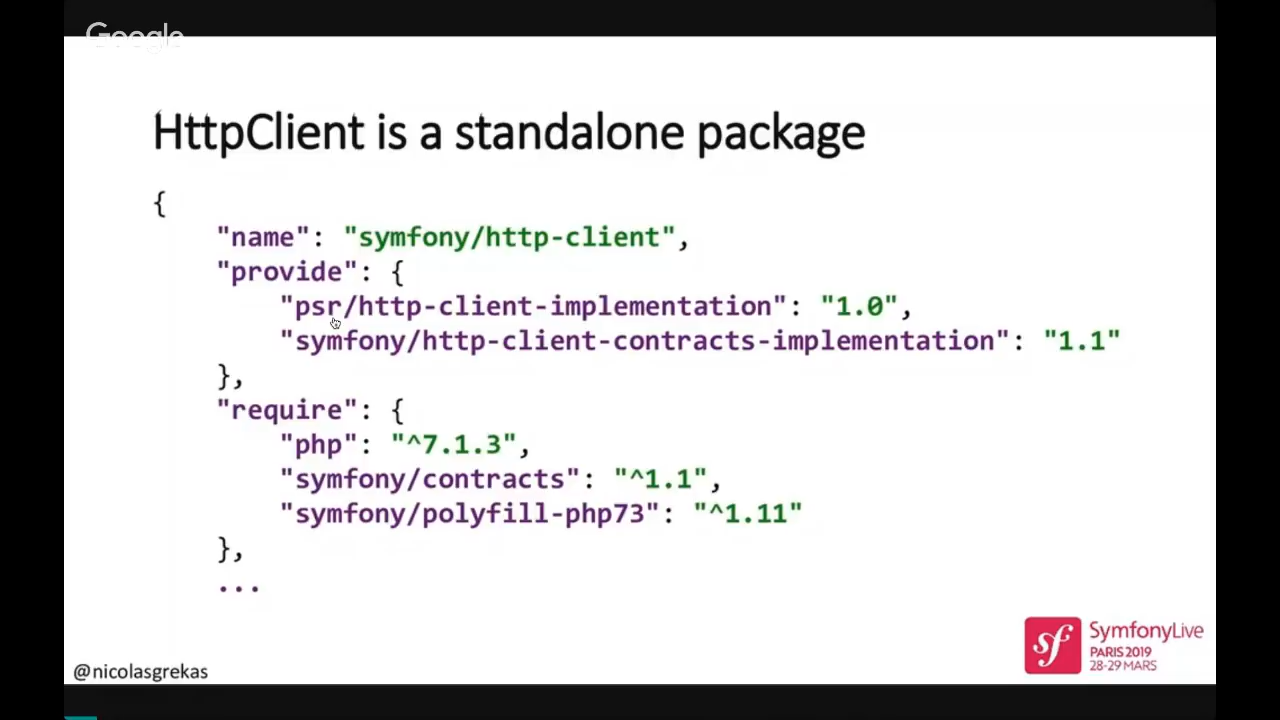 Google
HttpClient is a standalone package
{
"name": "symfony/http-client",
"provide": {
"psr/http-client-implementation": "1.0",
"symfony/http-client-contracts-implementation": "1.1"
},
"require": {
"php": "^7.1.3",
"symfony/contracts": "^1.1",
"symfony/polyfill-php73": "^1.11"
},
...
sf
SymfonyLive
PARIS 2019
28-29 MARS
@nicolasgrekas